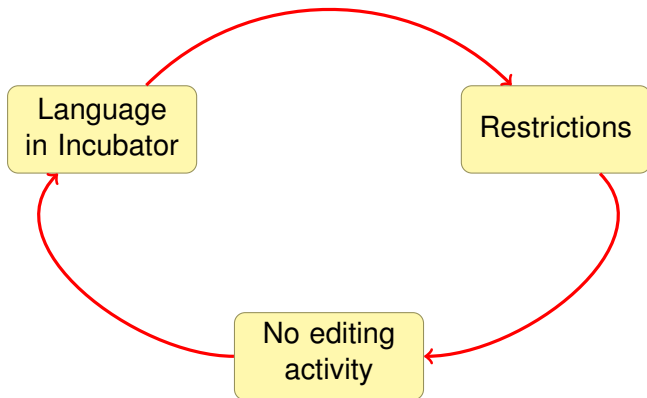 Language
in Incubator
Restrictions
No editing
activity